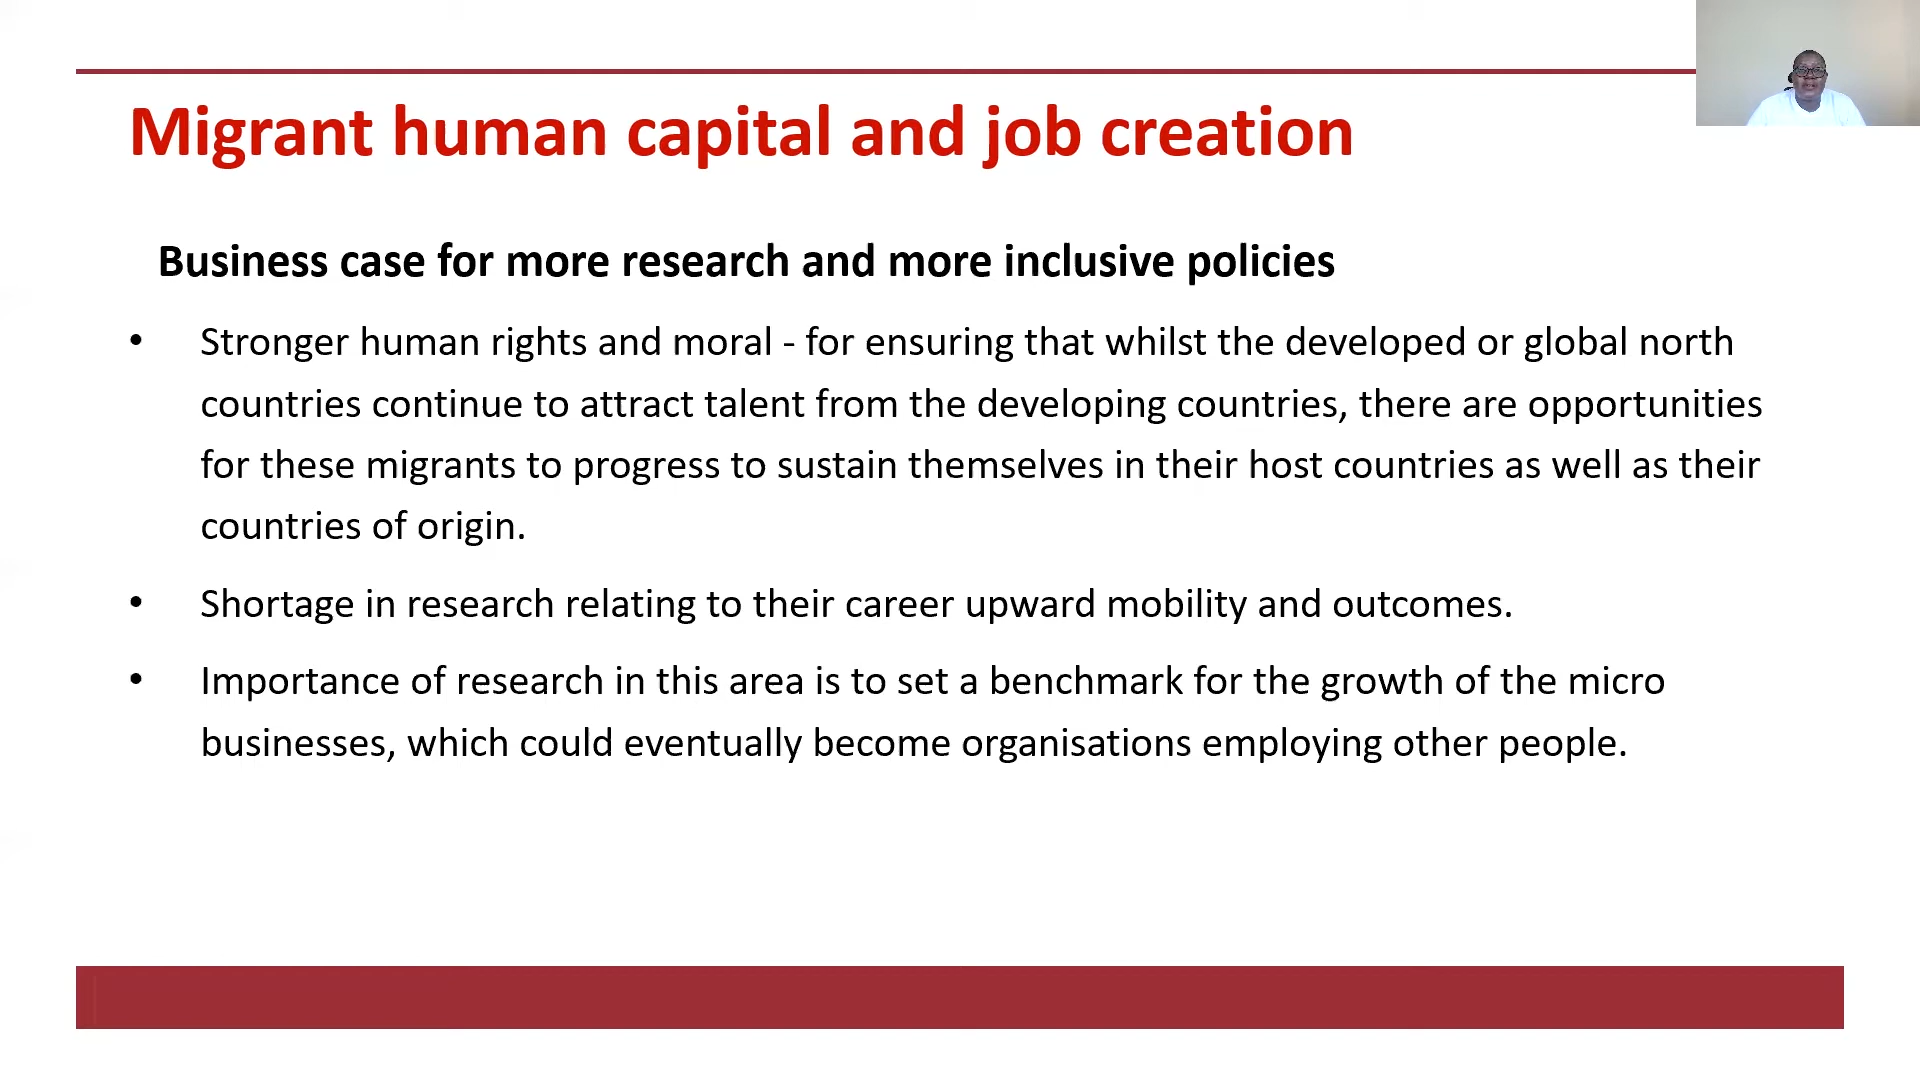 Migrant human capital and job creation
Business case for more research and more inclusive policies
• Stronger human rights and moral - for ensuring that whilst the developed or global north
countries continue to attract talent from the developing countries, there are opportunities
for these migrants to progress to sustain themselves in their host countries as well as their
countries of origin.
• Shortage in research relating to their career upward mobility and outcomes.
• Importance of research in this area is to set a benchmark for the growth of the micro
businesses, which could eventually become organisations employing other people.